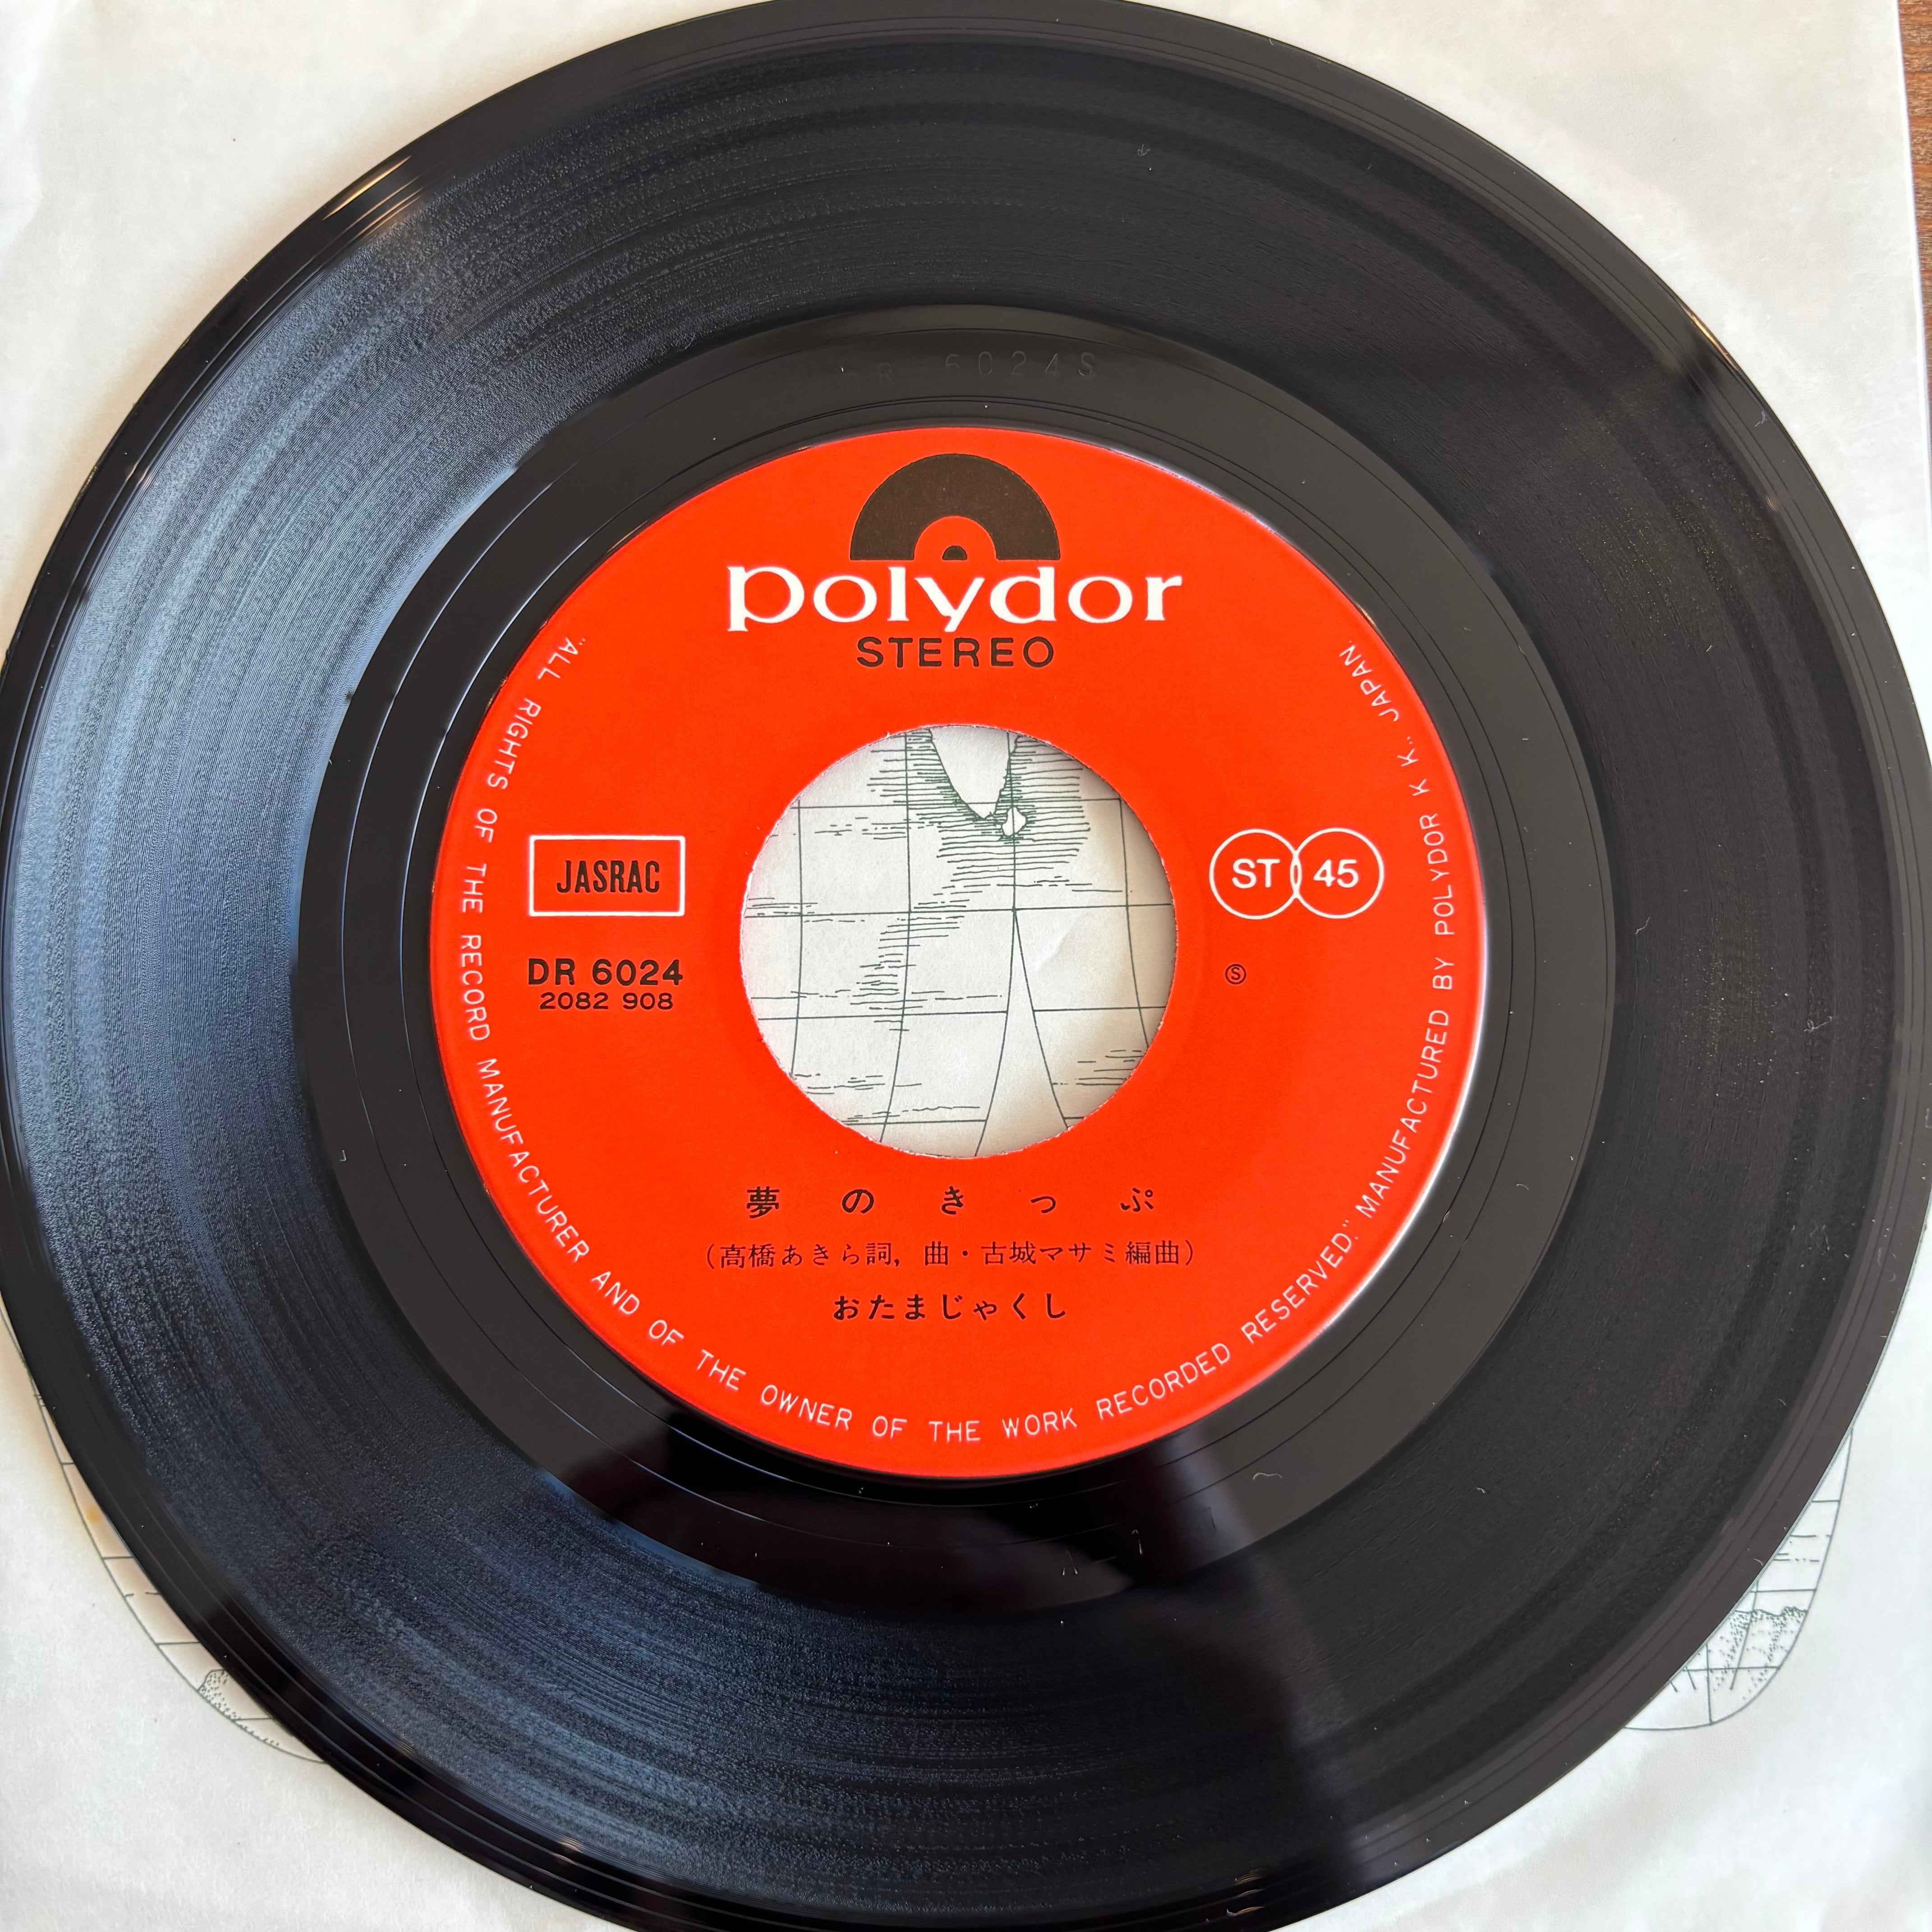 DR 6024S
polydor
STEREO
JASRAC
ST 45
DR 6024
2082 908
Ⓢ
夢のきっぷ
(高橋あきら詞, 曲・古城マサミ編曲)
おたまじゃくし
"ALL RIGHTS OF THE RECORD MANUFACTURER AND OF THE OWNER OF THE WORK RECORDED RESERVED." MANUFACTURED BY POLYDOR K K., JAPAN.